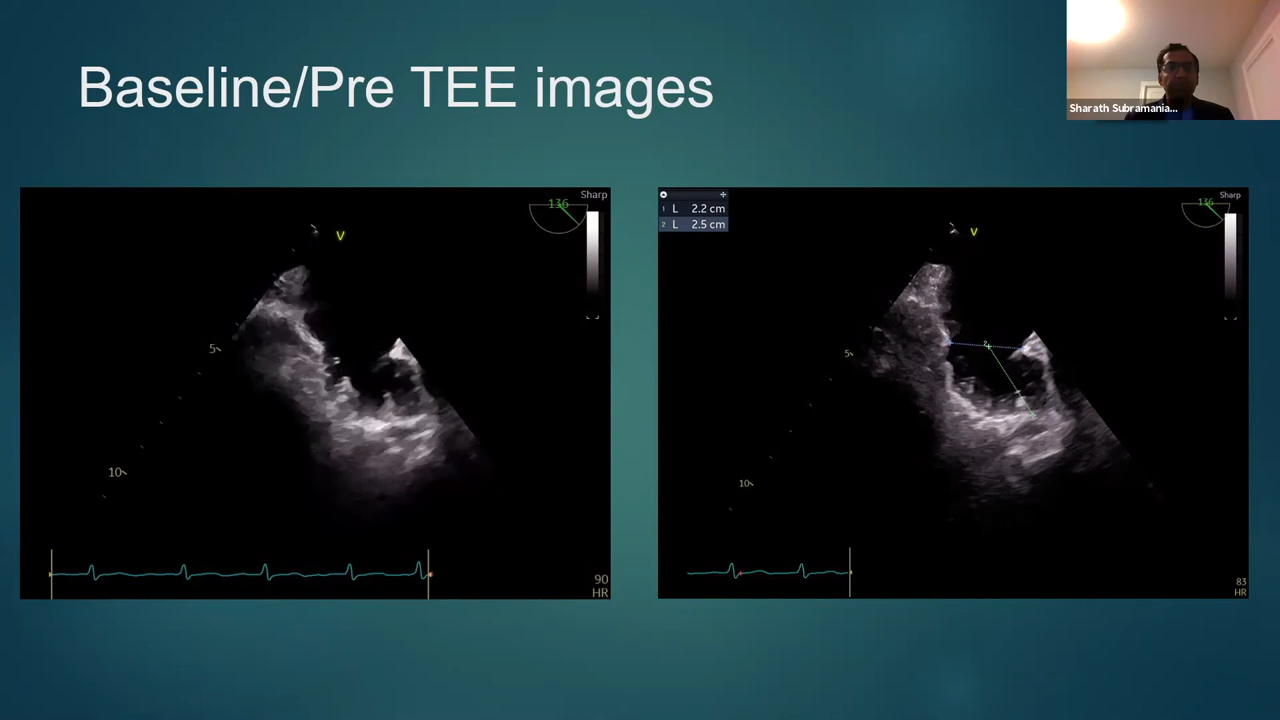 Baseline/Pre TEE images
Sharath Subramania...
Sharp
136
V
5
10
90
HR
1 L 2.2 cm
2 L 2.5 cm
Sharp
136
V
2
5
10
83
HR